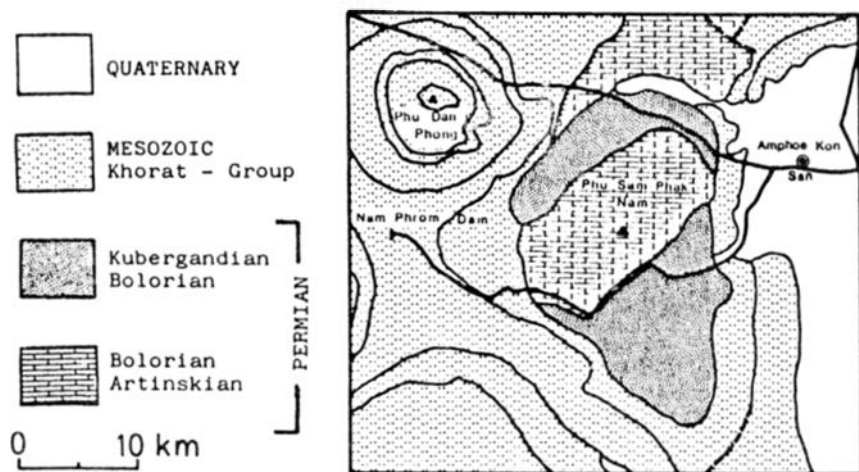 QUATERNARY
MESOZOIC
Khorat - Group
Kubergandian
Bolorian
Bolorian
Artinskian
PERMIAN
0 10 km
Phu Dan
Phong
Amphoe Kon
San
Phu Sam Phak
Nam
Nam Phrom Dam